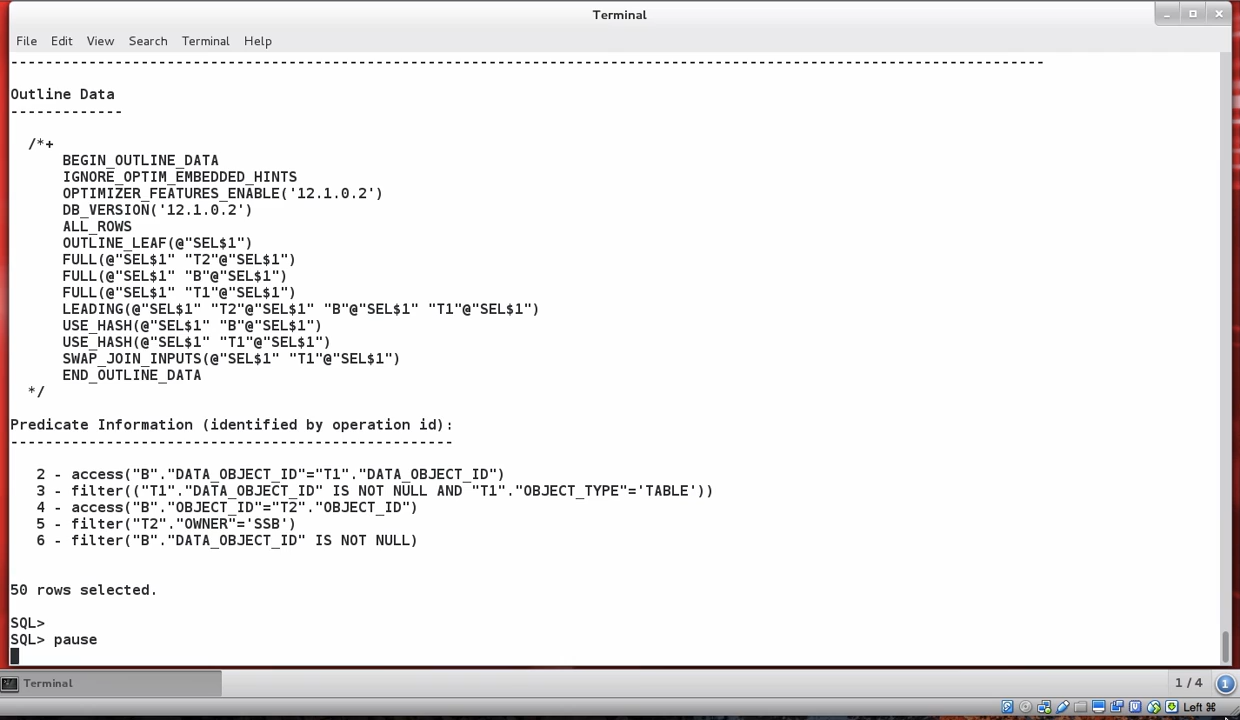 Terminal
File Edit View Search Terminal Help
-----------------------------------------------------------------------------------------------------------------------
Outline Data
-------------
/*+
BEGIN_OUTLINE_DATA
IGNORE_OPTIM_EMBEDDED_HINTS
OPTIMIZER_FEATURES_ENABLE('12.1.0.2')
DB_VERSION('12.1.0.2')
ALL_ROWS
OUTLINE_LEAF(@"SEL$1")
FULL(@"SEL$1" "T2"@"SEL$1")
FULL(@"SEL$1" "B"@"SEL$1")
FULL(@"SEL$1" "T1"@"SEL$1")
LEADING(@"SEL$1" "T2"@"SEL$1" "B"@"SEL$1" "T1"@"SEL$1")
USE_HASH(@"SEL$1" "B"@"SEL$1")
USE_HASH(@"SEL$1" "T1"@"SEL$1")
SWAP_JOIN_INPUTS(@"SEL$1" "T1"@"SEL$1")
END_OUTLINE_DATA
*/
Predicate Information (identified by operation id):
---------------------------------------------------
2 - access("B"."DATA_OBJECT_ID"="T1"."DATA_OBJECT_ID")
3 - filter(("T1"."DATA_OBJECT_ID" IS NOT NULL AND "T1"."OBJECT_TYPE"='TABLE'))
4 - access("B"."OBJECT_ID"="T2"."OBJECT_ID")
5 - filter("T2"."OWNER"='SSB')
6 - filter("B"."DATA_OBJECT_ID" IS NOT NULL)
50 rows selected.
SQL>
SQL> pause
Terminal 1 / 4 1
Left ⌘